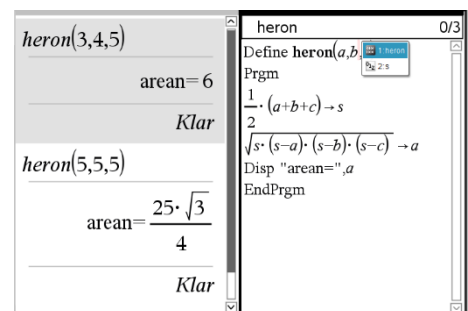 heron(3,4,5)
arean=6
Klar
heron(5,5,5)
arean= 25·√3
4
Klar
heron 0/3
Define heron(a,b,
1: heron
2: s
Prgm
1/2·(a+b+c)→s
√s·(s−a)·(s−b)·(s−c) →a
Disp "arean=",a
EndPrgm